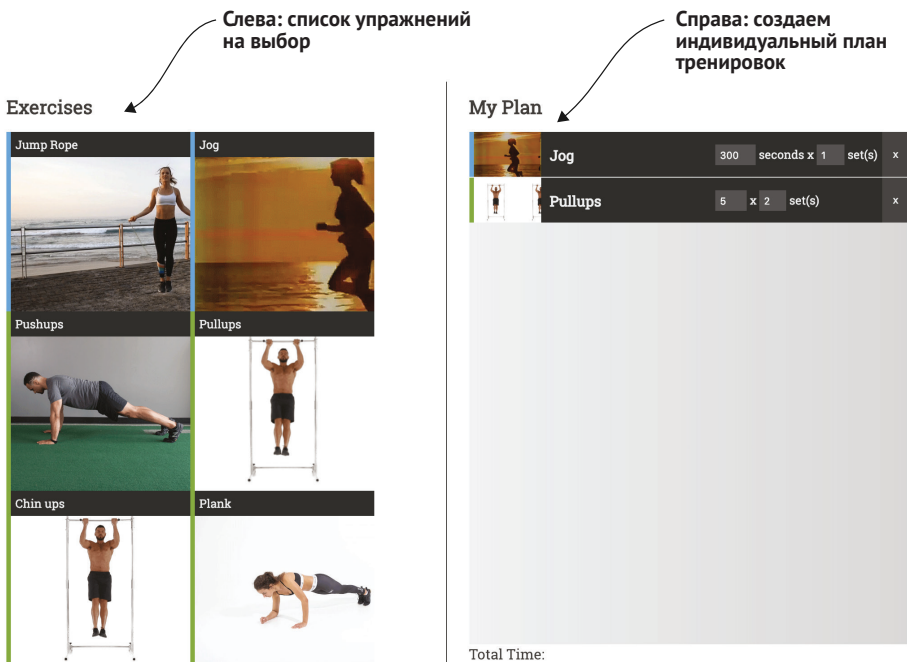 Слева: список упражнений
на выбор
Справа: создаем
индивидуальный план
тренировок
Exercises
Jump Rope
Jog
Pushups
Pullups
Chin ups
Plank
My Plan
Jog 300 seconds x 1 set(s) x
Pullups 5 x 2 set(s) x
Total Time: